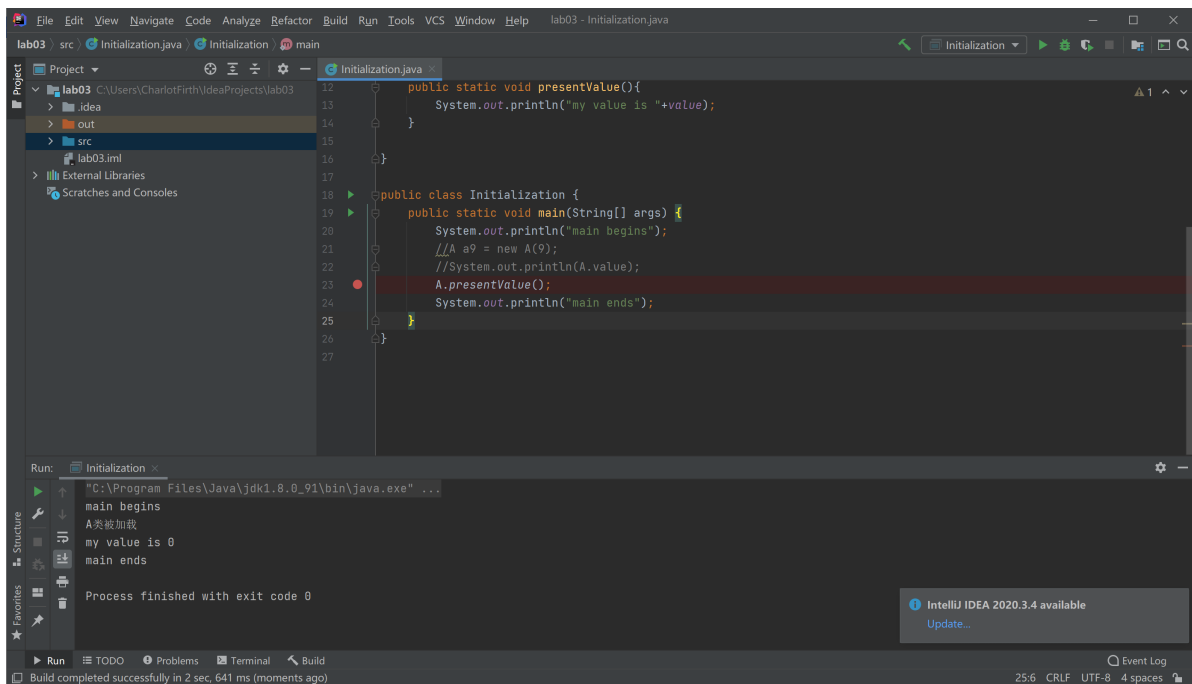 File Edit View Navigate Code Analyze Refactor Build Run Tools VCS Window Help lab03 - Initialization.java
lab03 src Initialization.java Initialization main
Initialization
Project
Project
Initialization.java
lab03 C:\Users\CharlotFirth\IdeaProjects\lab03
.idea
out
src
lab03.iml
External Libraries
Scratches and Consoles
1
12 public static void presentValue(){
13 System.out.println("my value is "+value);
14 }
15
16 }
17
18 public class Initialization {
19 public static void main(String[] args) {
20 System.out.println("main begins");
21 //A a9 = new A(9);
22 //System.out.println(A.value);
23 A.presentValue();
24 System.out.println("main ends");
25 }
26 }
27
Run: Initialization
"C:\Program Files\Java\jdk1.8.0_91\bin\java.exe" ...
main begins
A类被加载
my value is 0
main ends
Process finished with exit code 0
Structure
Favorites
IntelliJ IDEA 2020.3.4 available
Update...
Run TODO Problems Terminal Build Event Log
Build completed successfully in 2 sec, 641 ms (moments ago) 25:6 CRLF UTF-8 4 spaces